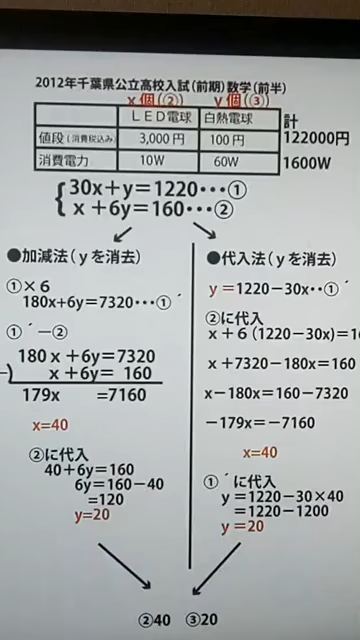 2012年千葉県公立高校入試(前期)数学(前半)
x個(②) y個(③)
LED電球 白熱電球 計
値段(消費税込み) 3,000円 100円 122000円
消費電力 10W 60W 1600W
{30x+y=1220･･･①
x+6y=160･･･②
●加減法(yを消去)
①×6
180x+6y=7320･･･①´
①´-②
180x+6y=7320
-) x+6y= 160
179x =7160
x=40
②に代入
40+6y=160
6y=160-40
=120
y=20
●代入法(yを消去)
y=1220-30x･･①´
②に代入
x+6(1220-30x)=16
x+7320-180x=160
x-180x=160-7320
-179x=-7160
x=40
①´に代入
y=1220-30×40
=1220-1200
y=20
②40 ③20